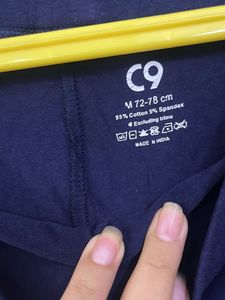 C9
M 72-78 cm
95% Cotton 5% Spandex
# Excluding trims
MADE IN INDIA